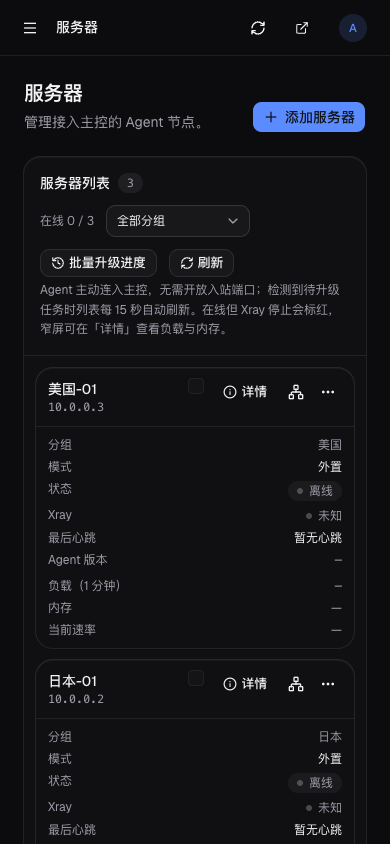 服务器
A
服务器
管理接入主控的 Agent 节点。
添加服务器
服务器列表 3
在线 0 / 3 全部分组
批量升级进度 刷新
Agent 主动连入主控，无需开放入站端口；检测到待升级
任务时列表每 15 秒自动刷新。在线但 Xray 停止会标红，
窄屏可在「详情」查看负载与内存。
美国-01 详情
10.0.0.3
分组 美国
模式 外置
状态 离线
Xray 未知
最后心跳 暂无心跳
Agent 版本 —
负载（1 分钟） —
内存 —
当前速率 —
日本-01 详情
10.0.0.2
分组 日本
模式 外置
状态 离线
Xray 未知
最后心跳 暂无心跳